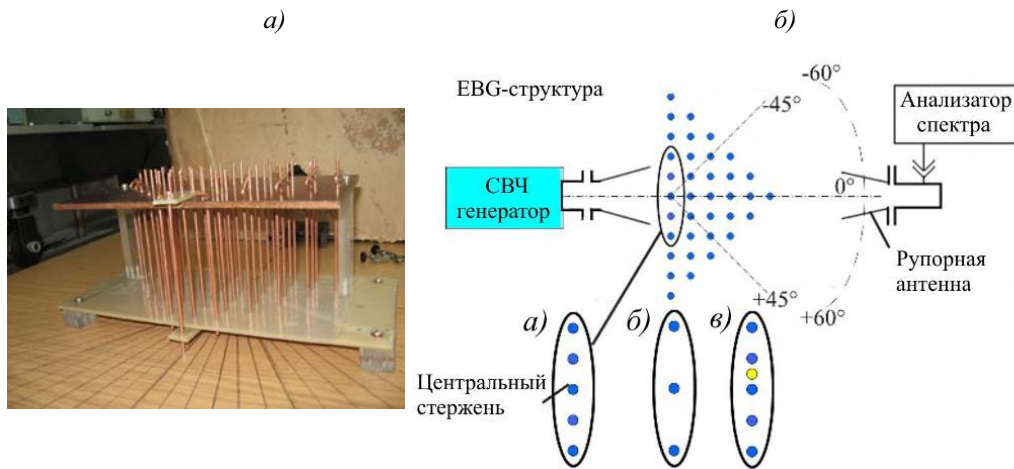 а)
б)
EBG-структура
-60°
-45°
Анализатор
спектра
СВЧ
генератор
0°
Рупорная
антенна
+45°
+60°
а)
б)
в)
Центральный
стержень